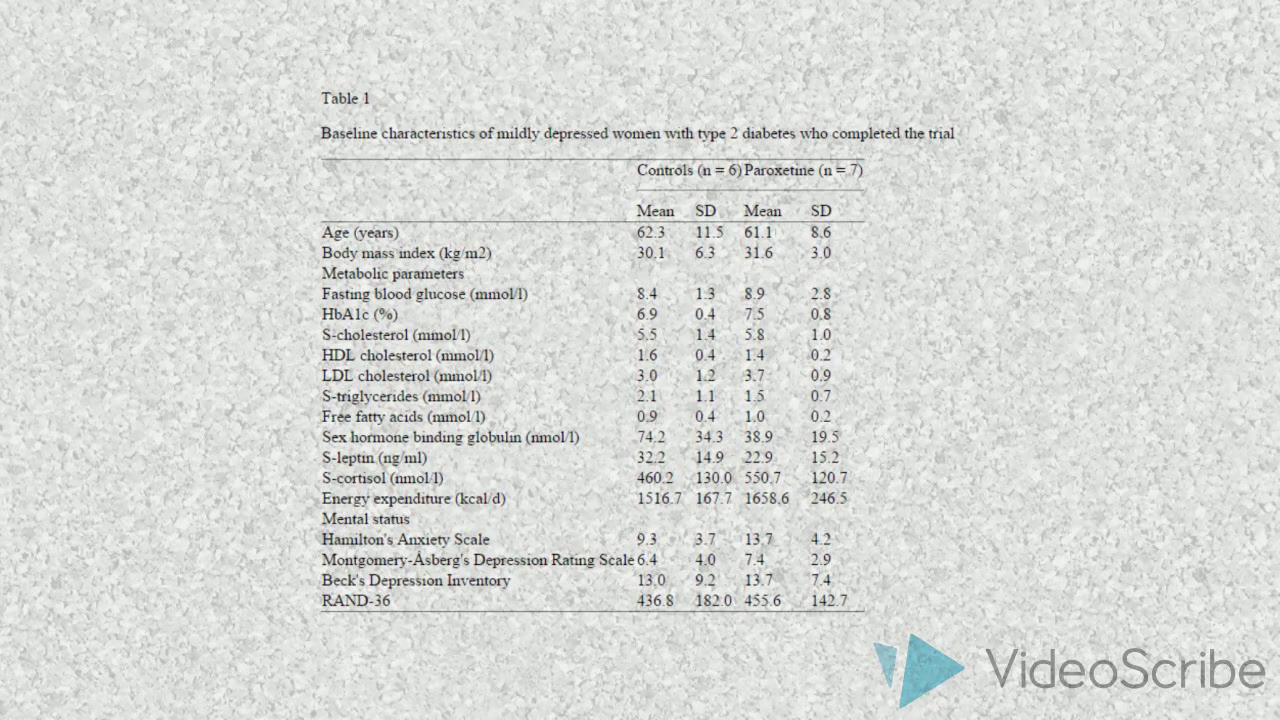 Table 1
Baseline characteristics of mildly depressed women with type 2 diabetes who completed the trial
Controls (n = 6) Paroxetine (n = 7)
Mean SD Mean SD
Age (years) 62.3 11.5 61.1 8.6
Body mass index (kg/m2) 30.1 6.3 31.6 3.0
Metabolic parameters
Fasting blood glucose (mmol/l) 8.4 1.3 8.9 2.8
HbA1c (%) 6.9 0.4 7.5 0.8
S-cholesterol (mmol/l) 5.5 1.4 5.8 1.0
HDL cholesterol (mmol/l) 1.6 0.4 1.4 0.2
LDL cholesterol (mmol/l) 3.0 1.2 3.7 0.9
S-triglycerides (mmol/l) 2.1 1.1 1.5 0.7
Free fatty acids (mmol/l) 0.9 0.4 1.0 0.2
Sex hormone binding globulin (nmol/l) 74.2 34.3 38.9 19.5
S-leptin (ng/ml) 32.2 14.9 22.9 15.2
S-cortisol (nmol/l) 460.2 130.0 550.7 120.7
Energy expenditure (kcal/d) 1516.7 167.7 1658.6 246.5
Mental status
Hamilton's Anxiety Scale 9.3 3.7 13.7 4.2
Montgomery-Åsberg's Depression Rating Scale 6.4 4.0 7.4 2.9
Beck's Depression Inventory 13.0 9.2 13.7 7.4
RAND-36 436.8 182.0 455.6 142.7
VideoScribe